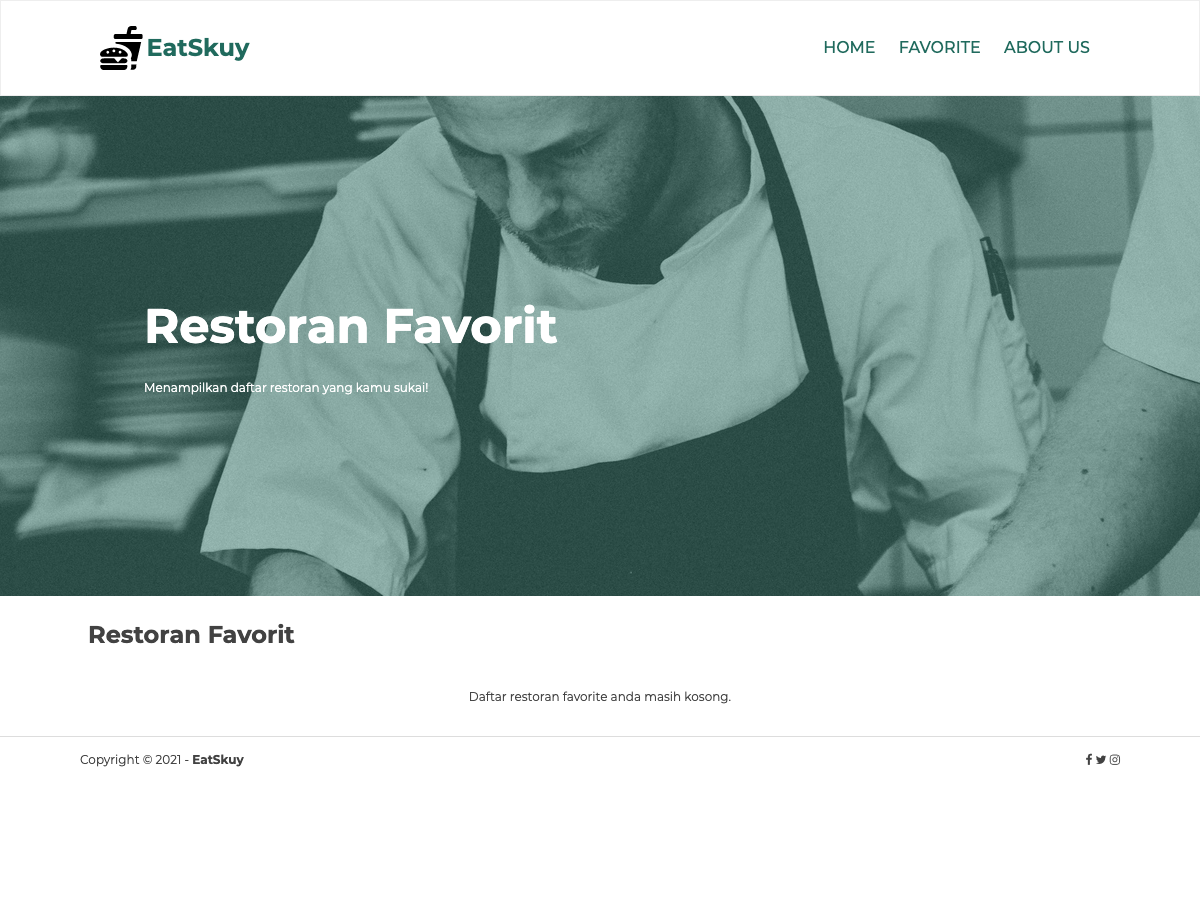 EatSkuy
HOME FAVORITE ABOUT US
Restoran Favorit
Menampilkan daftar restoran yang kamu sukai!
Restoran Favorit
Daftar restoran favorite anda masih kosong.
Copyright © 2021 - EatSkuy